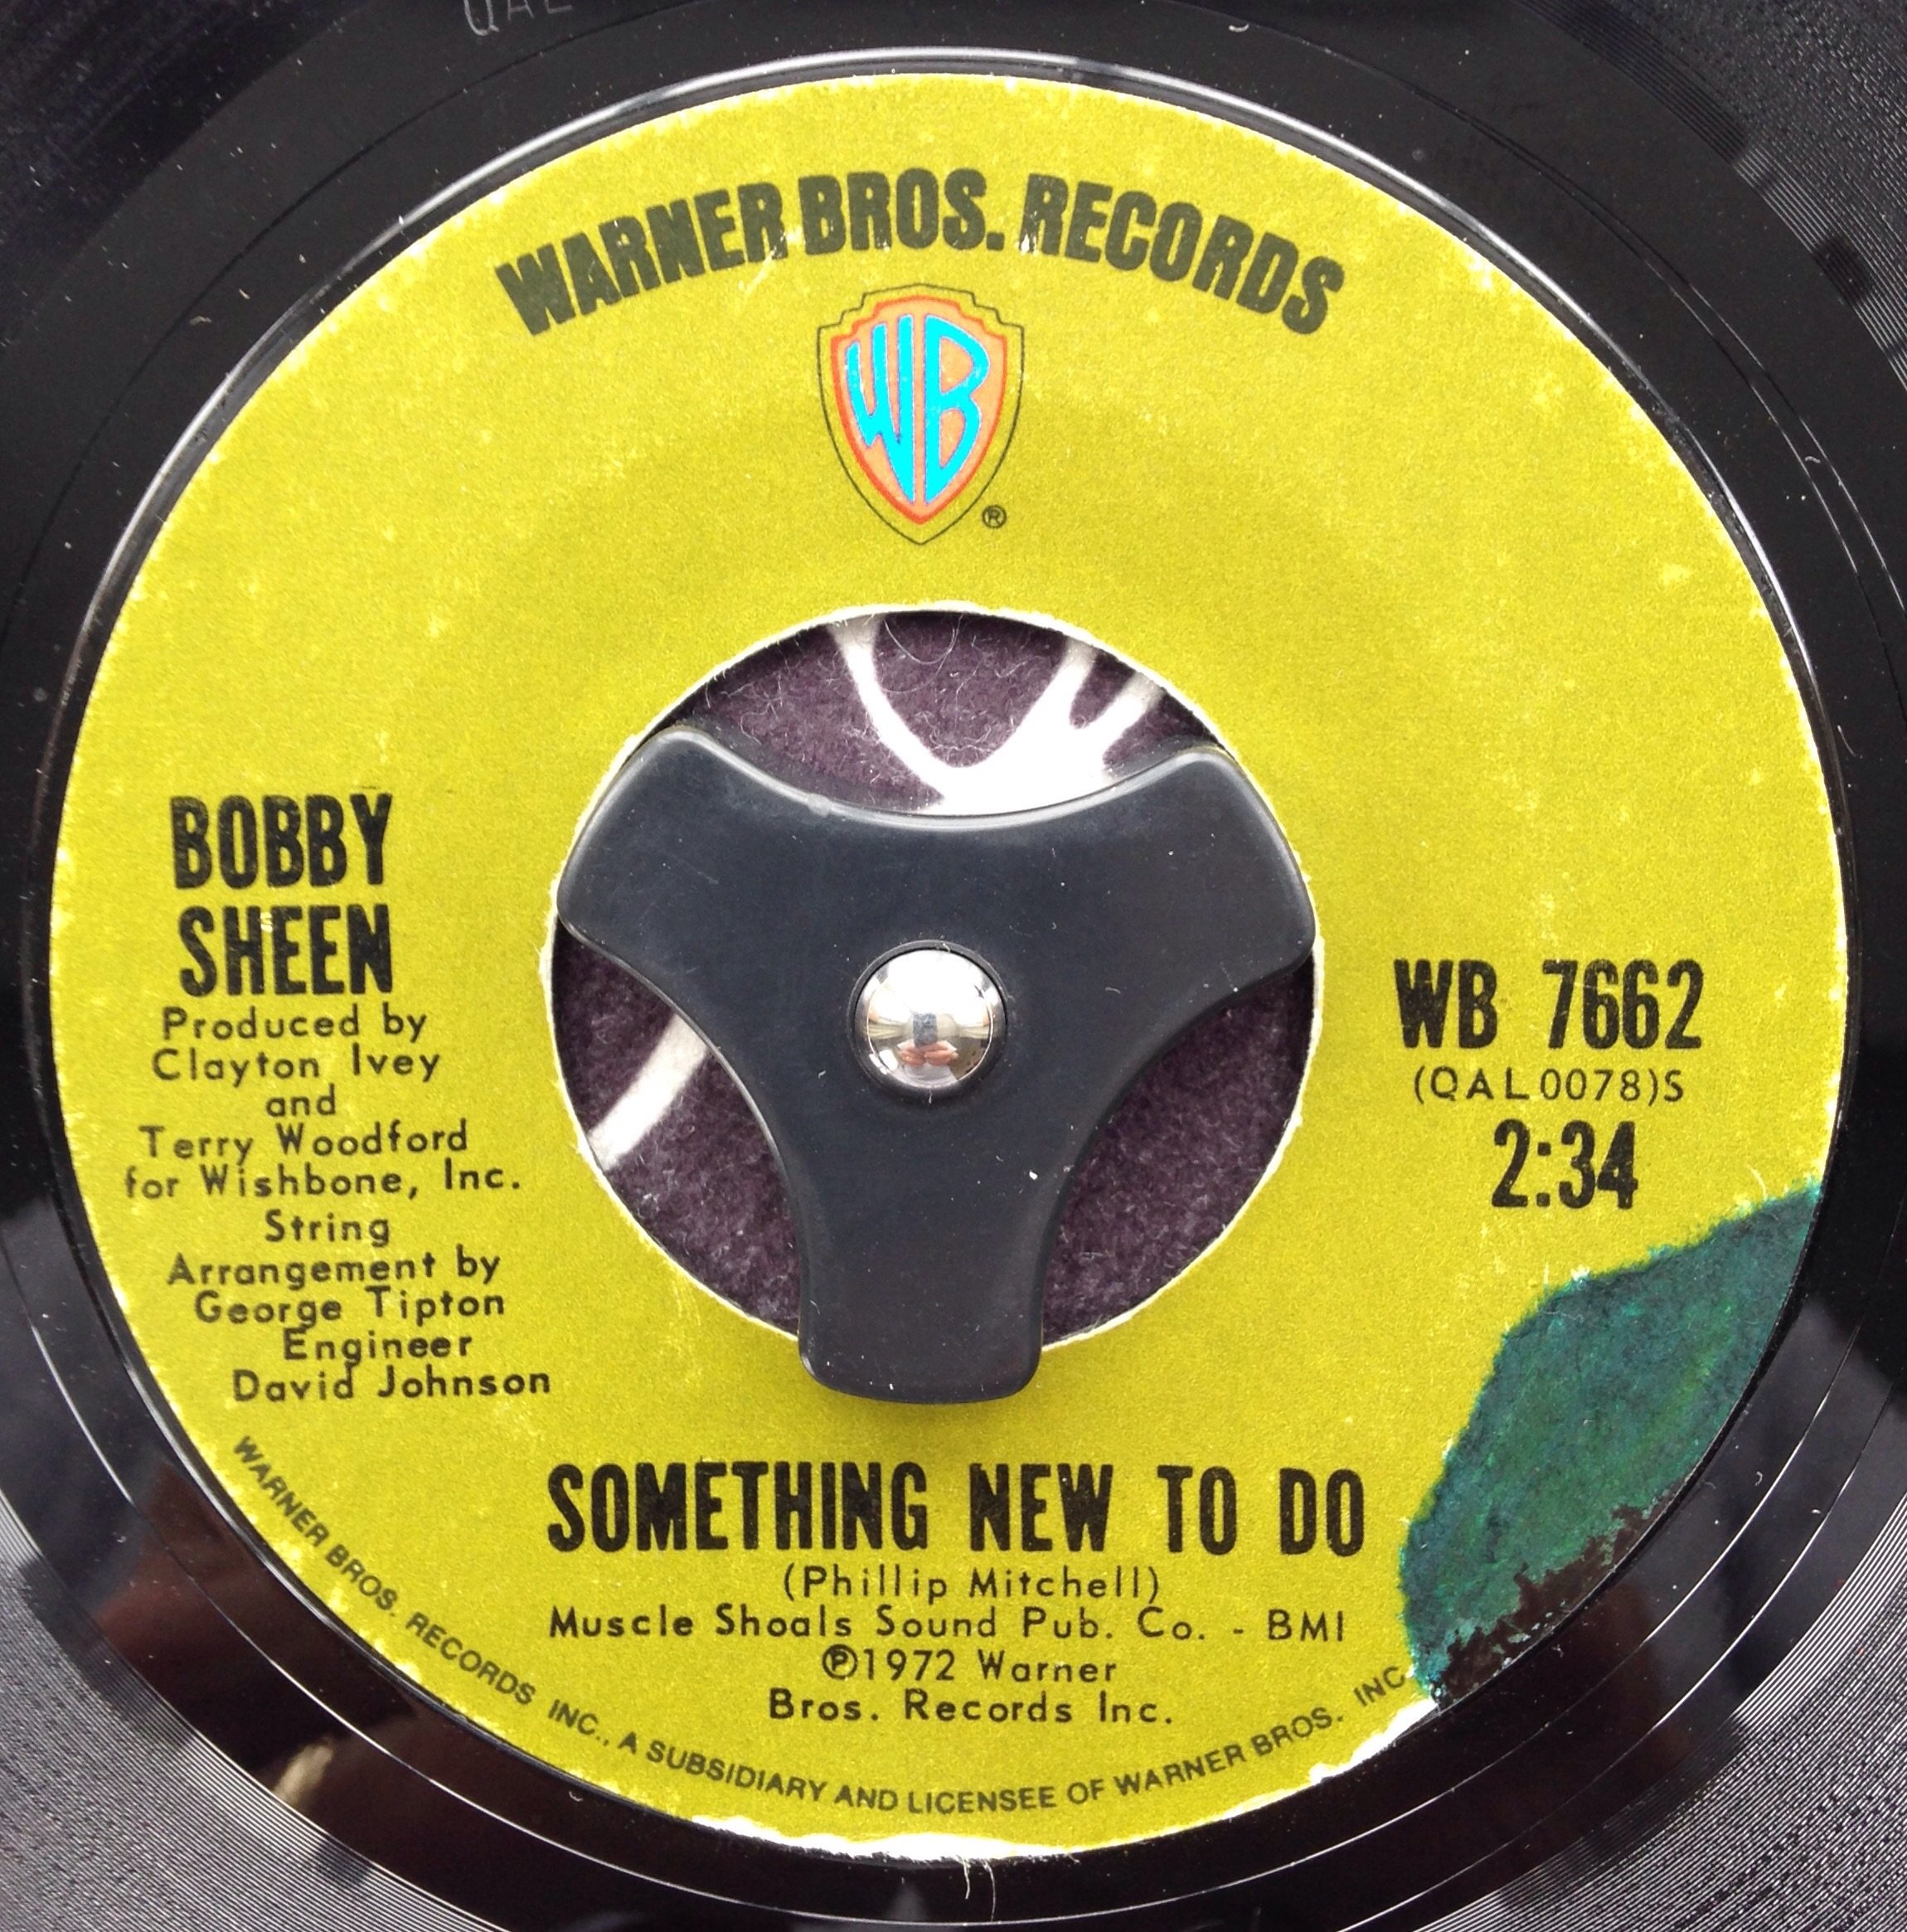 QAL
WARNER BROS. RECORDS
WB
®
BOBBY
SHEEN
Produced by
Clayton Ivey
and
Terry Woodford
for Wishbone, Inc.
String
Arrangement by
George Tipton
Engineer
David Johnson
WB 7662
(QAL0078)S
2:34
SOMETHING NEW TO DO
(Phillip Mitchell)
Muscle Shoals Sound Pub. Co. - BMI
℗1972 Warner
Bros. Records Inc.
WARNER BROS. RECORDS INC., A SUBSIDIARY AND LICENSEE OF WARNER BROS. INC.